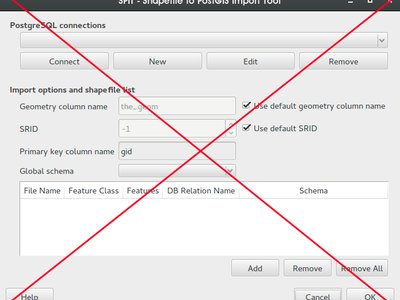 SPIT - Shapefile to PostGIS Import Tool
PostgreSQL connections
Connect New Edit Remove
Import options and shapefile list
Geometry column name the_geom Use default geometry column name
SRID -1 Use default SRID
Primary key column name gid
Global schema
File Name Feature Class Features DB Relation Name Schema
Add Remove Remove All
Help Cancel OK